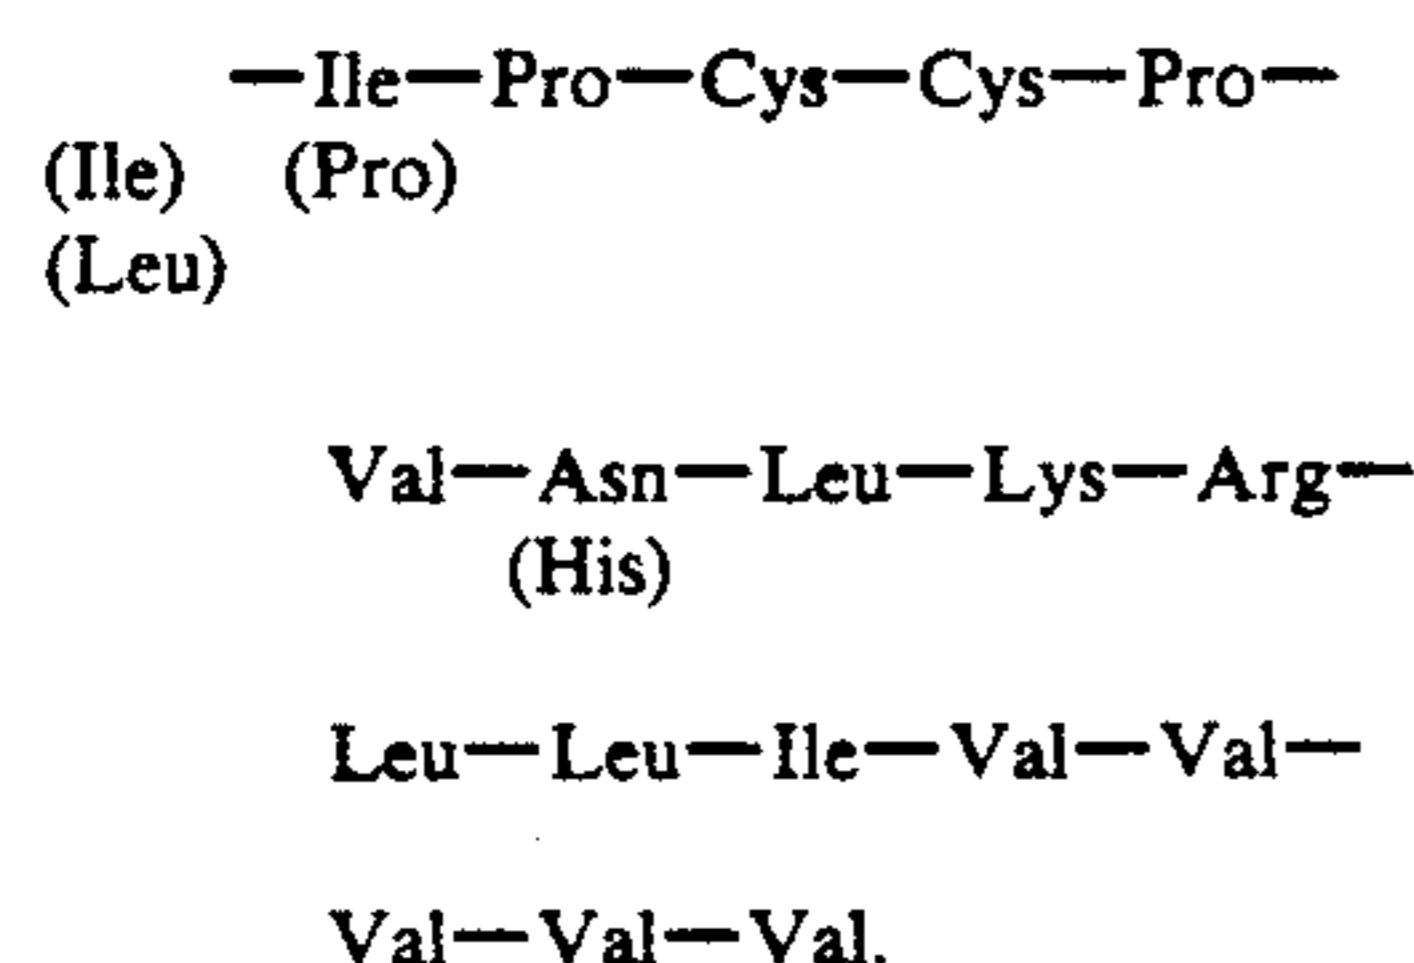 —Ile—Pro—Cys—Cys—Pro—
(Ile) (Pro)
(Leu)
Val—Asn—Leu—Lys—Arg—
(His)
Leu—Leu—Ile—Val—Val—
Val—Val—Val.